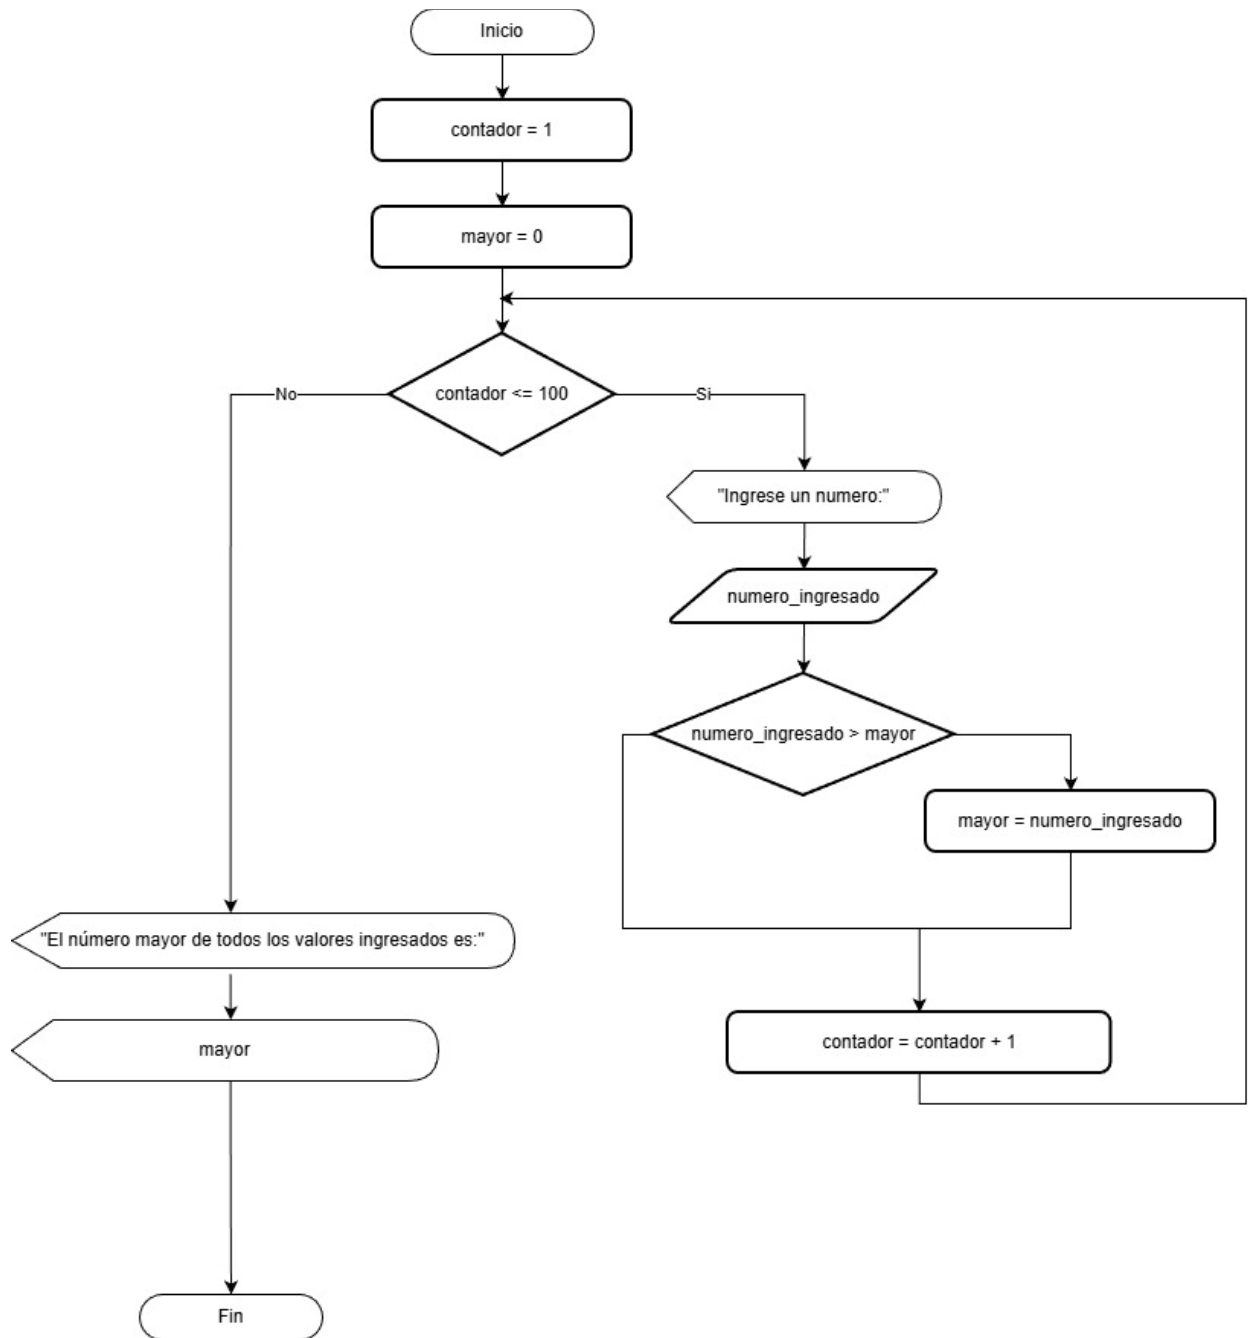 Inicio
contador = 1
mayor = 0
contador <= 100
No
Si
"Ingrese un numero:"
numero_ingresado
numero_ingresado > mayor
mayor = numero_ingresado
"El número mayor de todos los valores ingresados es:"
mayor
contador = contador + 1
Fin